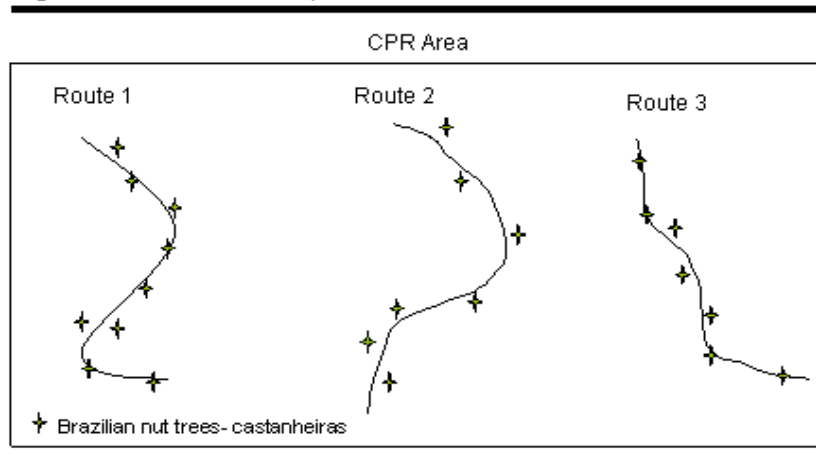 CPR Area
Route 1
Route 2
Route 3
Brazilian nut trees- castanheiras